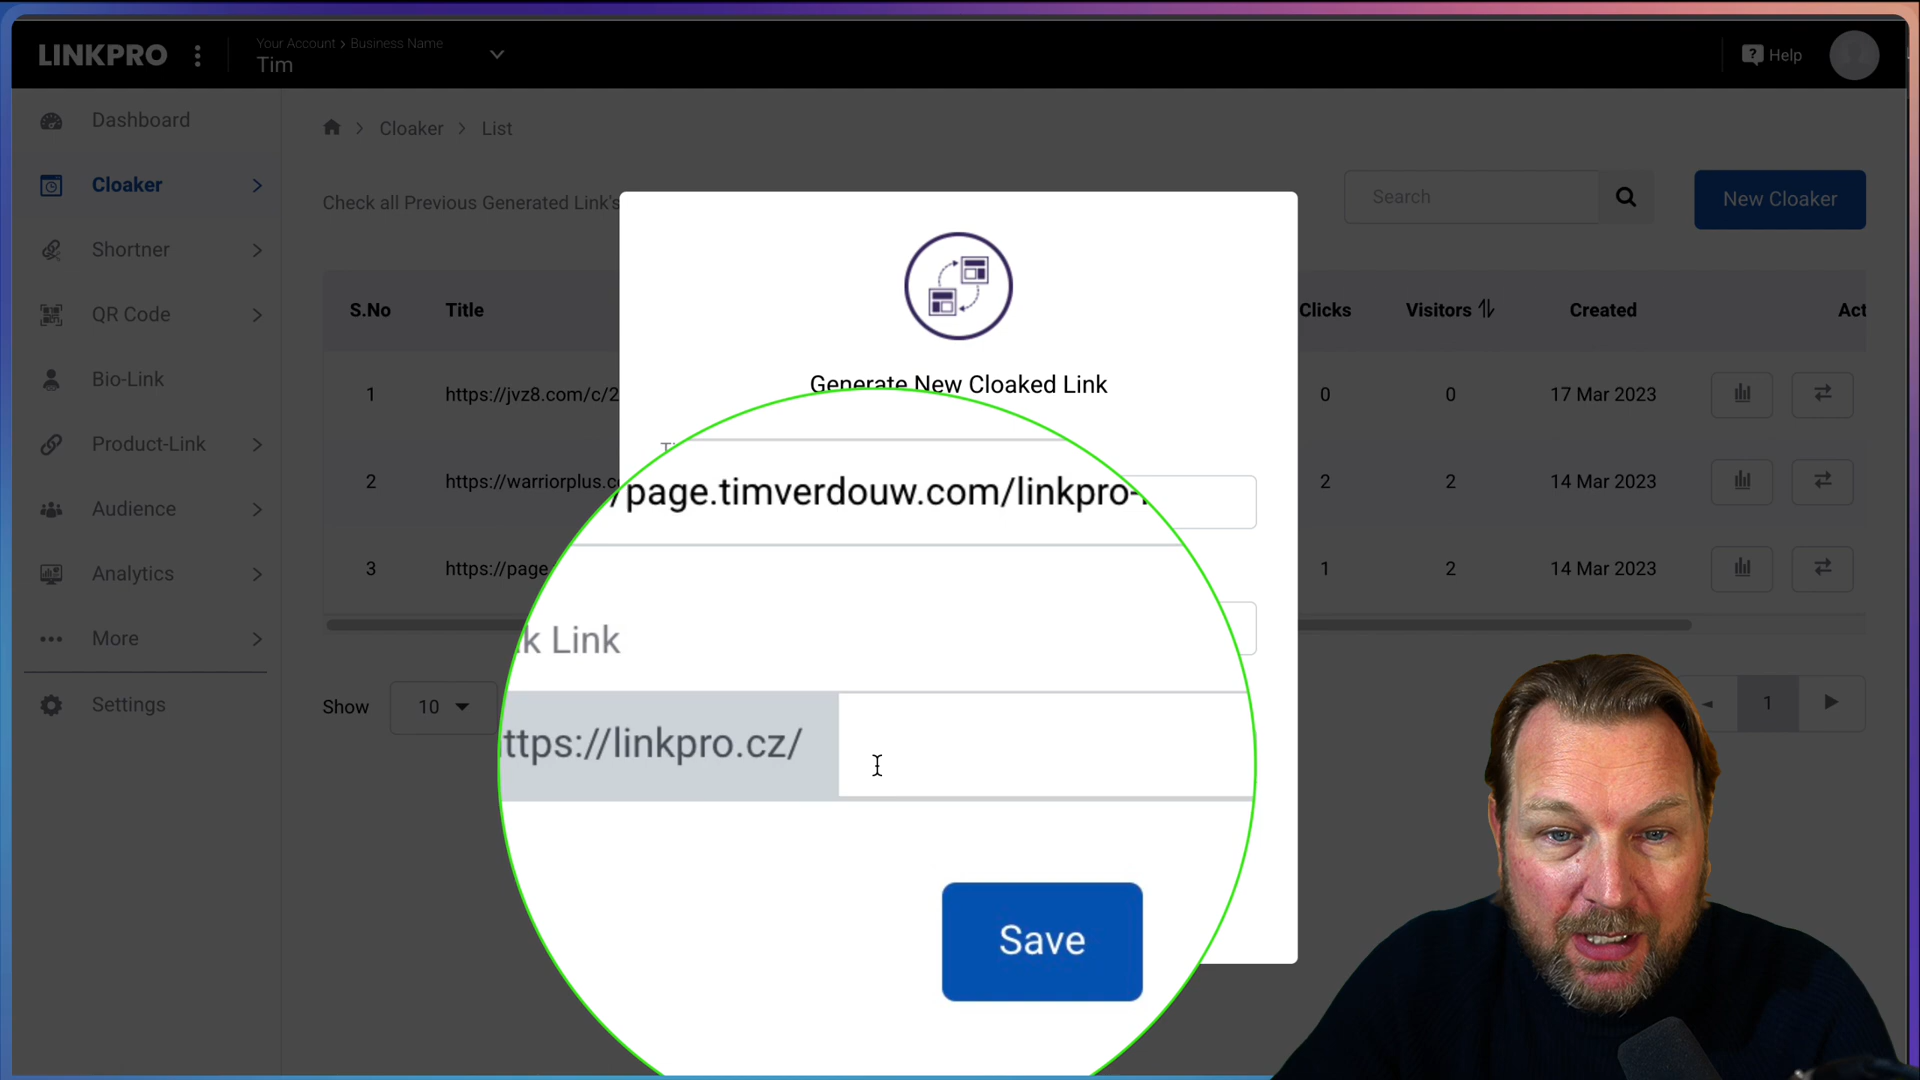 LINKPRO
Your Account > Business Name
Tim
Help
Dashboard
Cloaker
Shortner
QR Code
Bio-Link
Product-Link
Audience
Analytics
More
Settings
Cloaker > List
Check all Previous Generated Link's
Search
New Cloaker
S.No Title Clicks Visitors Created
1 https://jvz8.com/c/2 0 0 17 Mar 2023
2 https://warriorplus.c 2 2 14 Mar 2023
3 https://page 1 2 14 Mar 2023
Show 10
1
Generate New Cloaked Link
/page.timverdouw.com/linkpro-
k Link
ttps://linkpro.cz/
Save